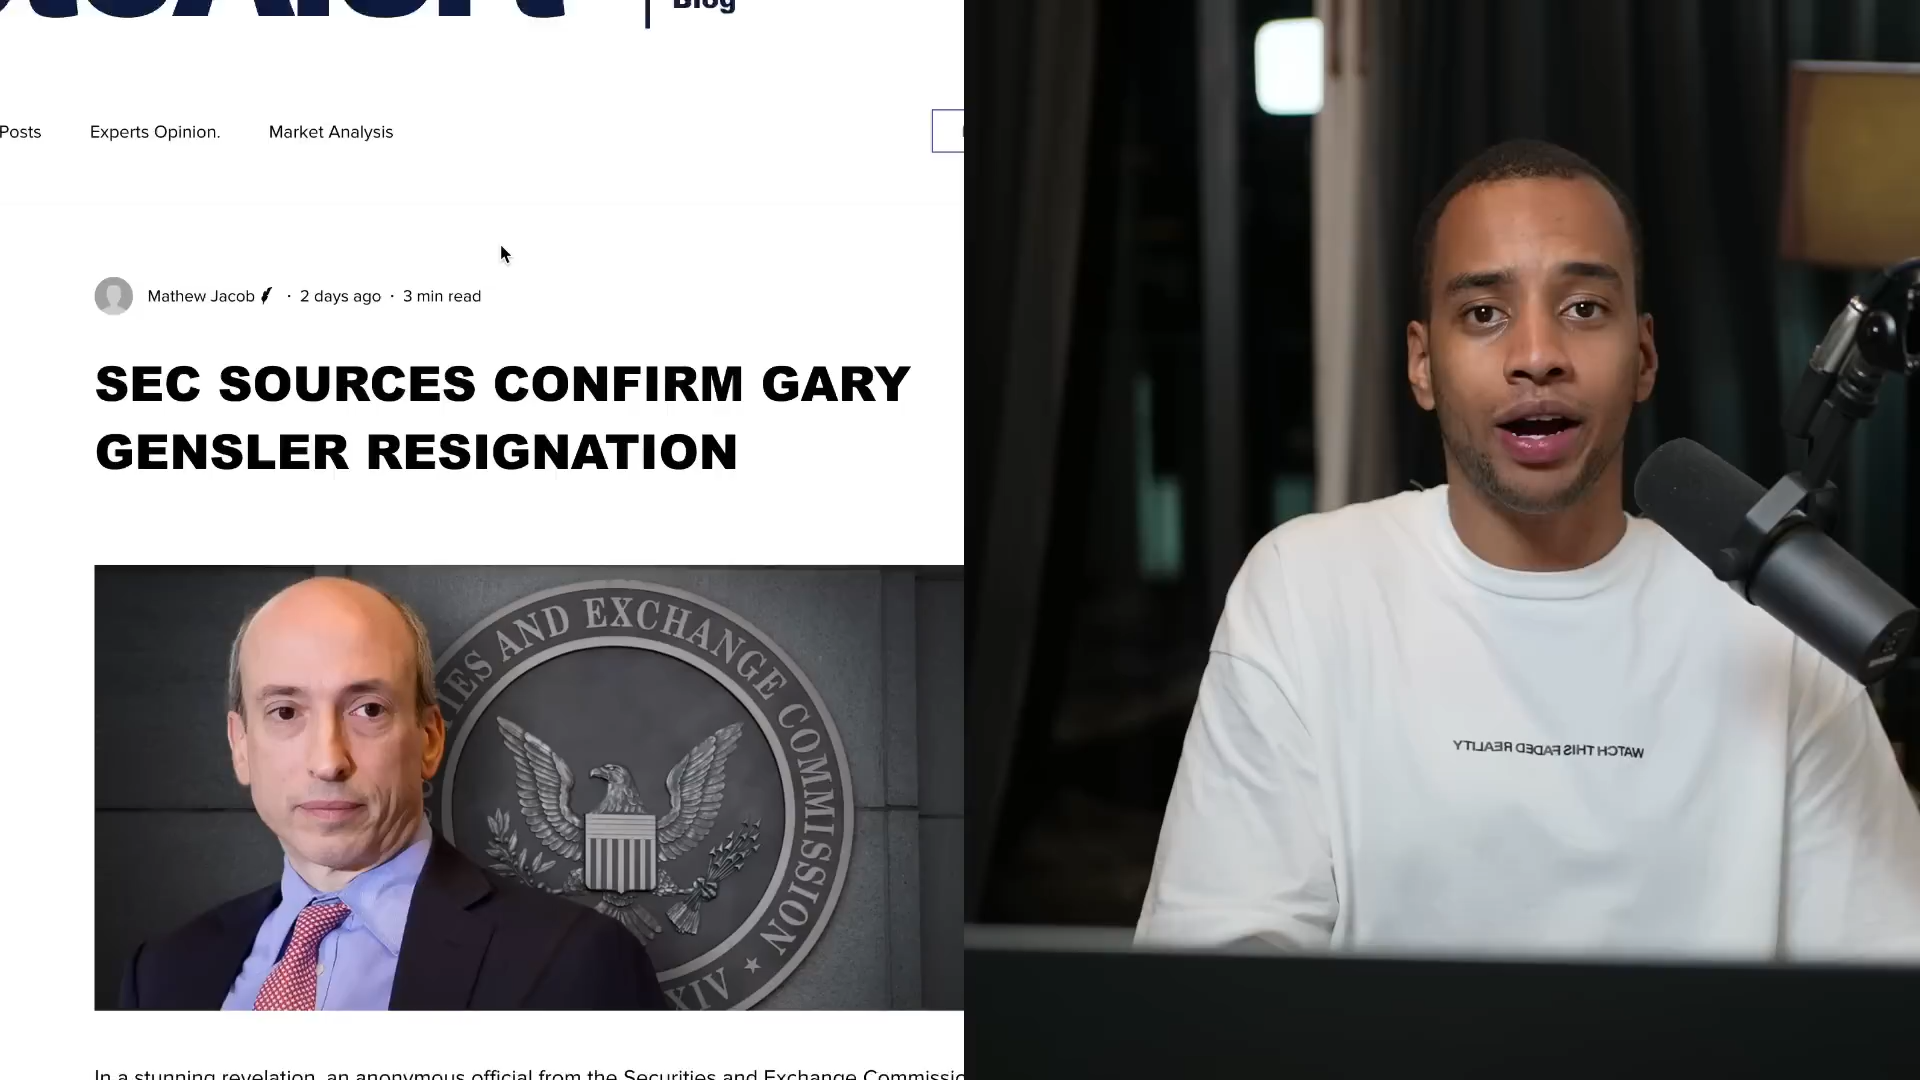 Blog
Posts
Experts Opinion.
Market Analysis
Mathew Jacob · 2 days ago · 3 min read
SEC SOURCES CONFIRM GARY
GENSLER RESIGNATION
AND EXCHANGE COMMISSION
XIV
In a stunning revelation, an anonymous official from the Securities and Exchange
WATCH THIS FADED REALITY